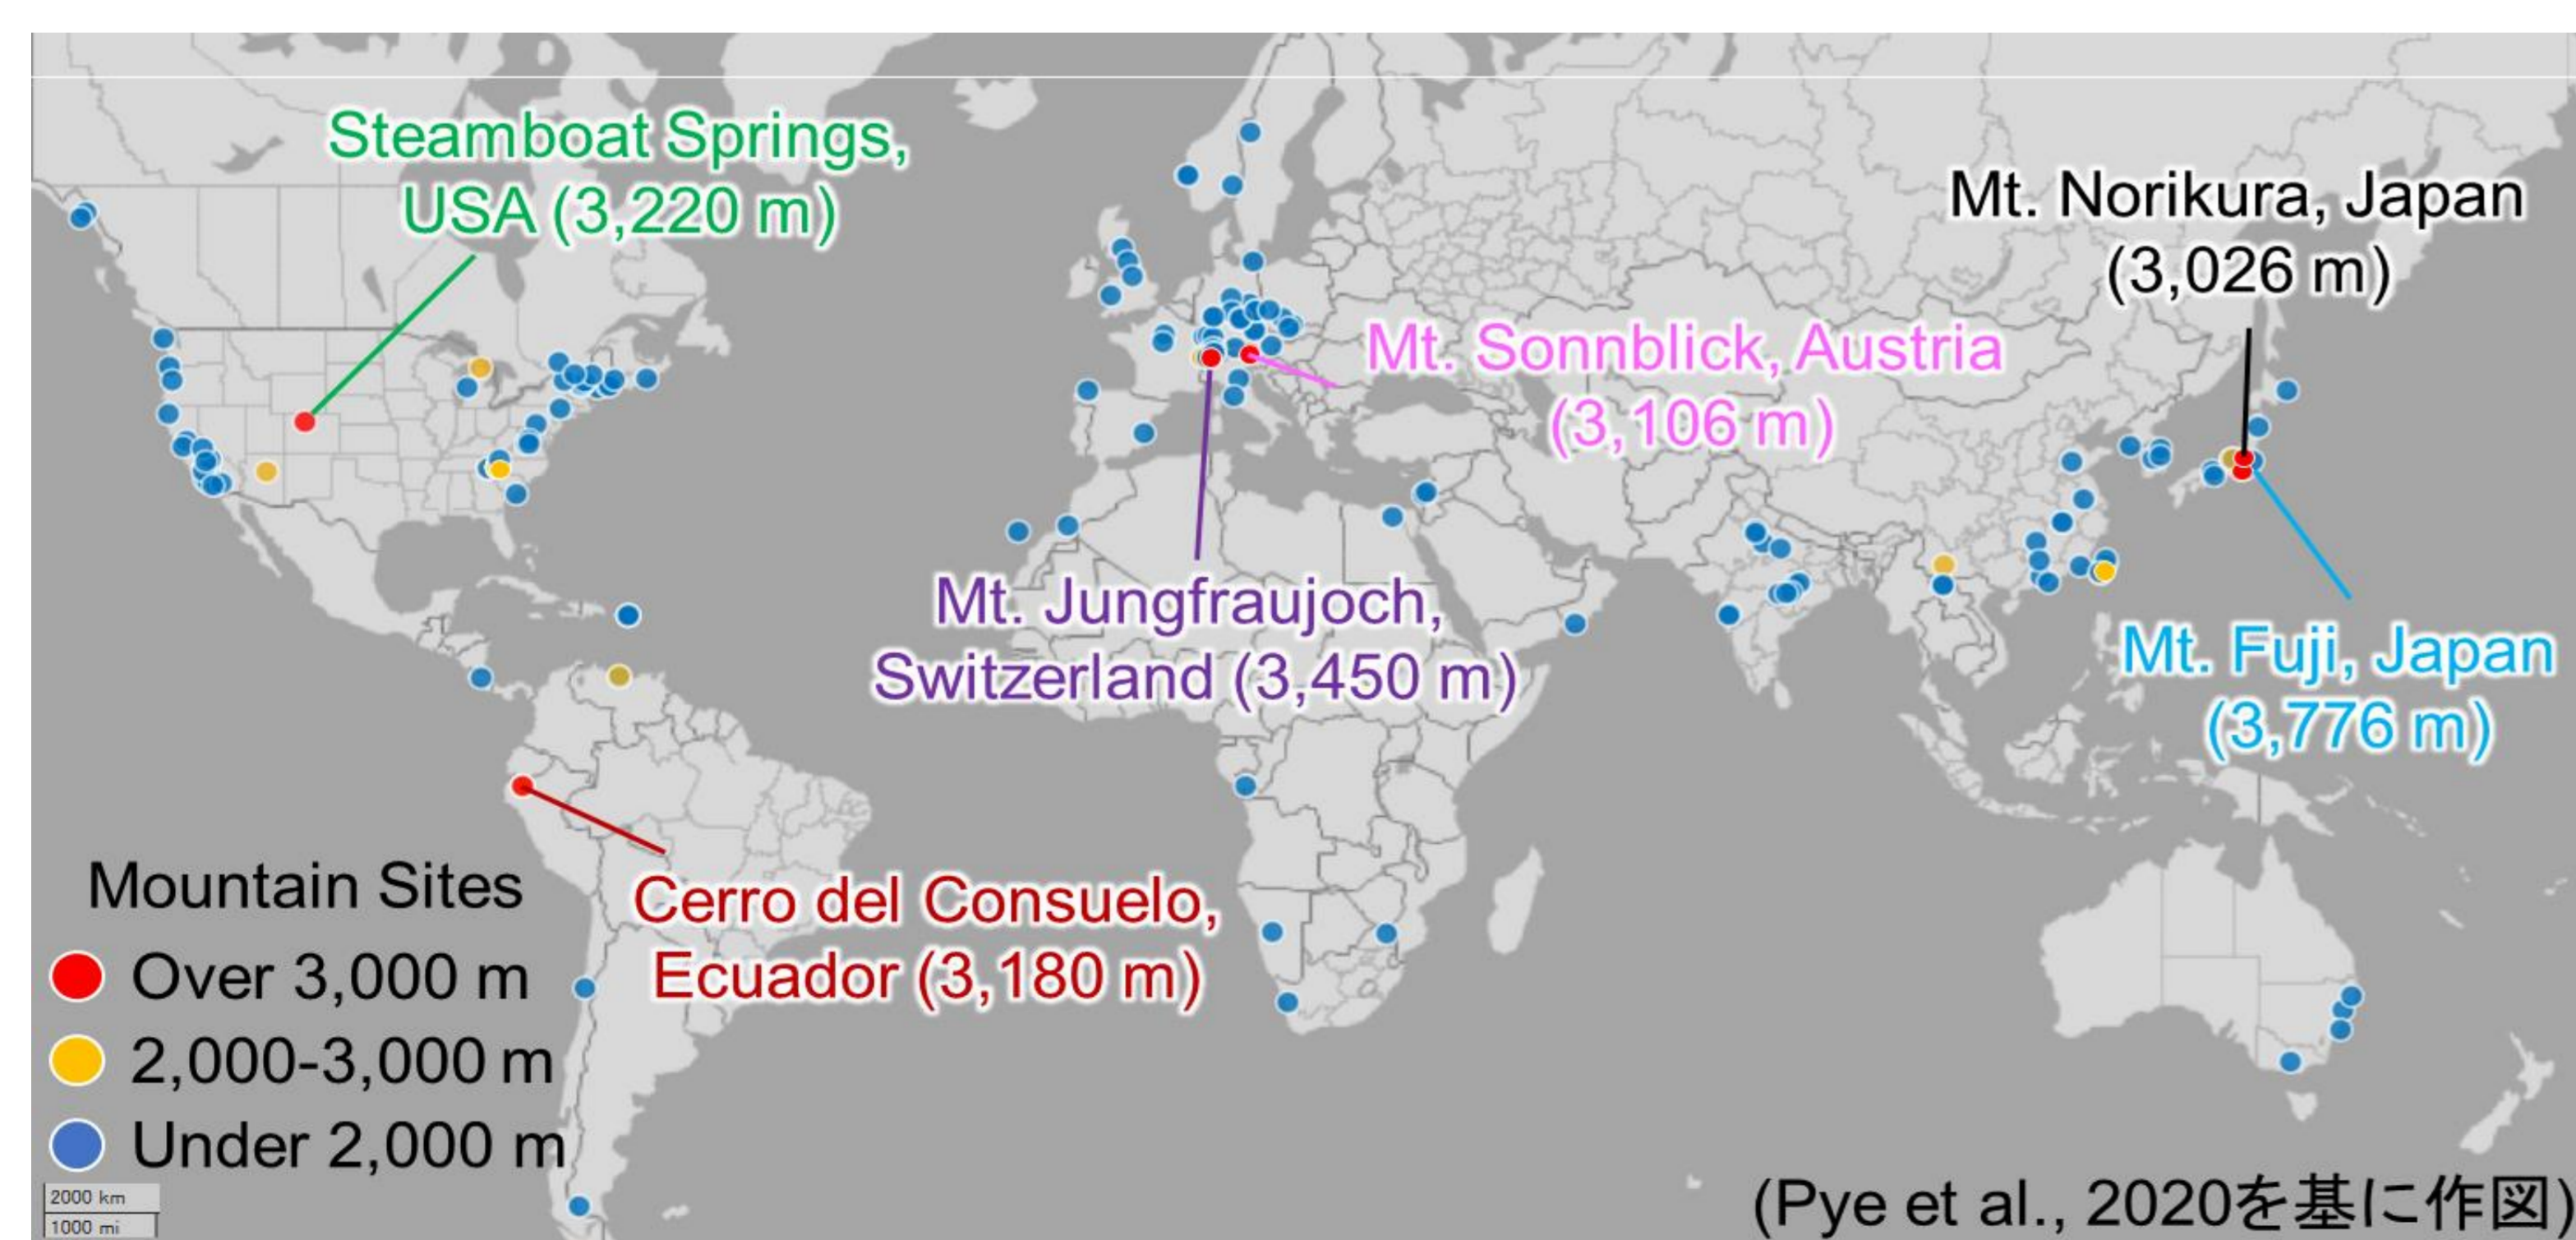 Steamboat Springs,
USA (3,220 m)
Mt. Norikura, Japan
(3,026 m)
Mt. Sonnblick, Austria
(3,106 m)
Mt. Jungfraujoch,
Switzerland (3,450 m)
Mt. Fuji, Japan
(3,776 m)
Cerro del Consuelo,
Ecuador (3,180 m)
Mountain Sites
Over 3,000 m
2,000-3,000 m
Under 2,000 m
2000 km
1000 mi
(Pye et al., 2020を基に作図)